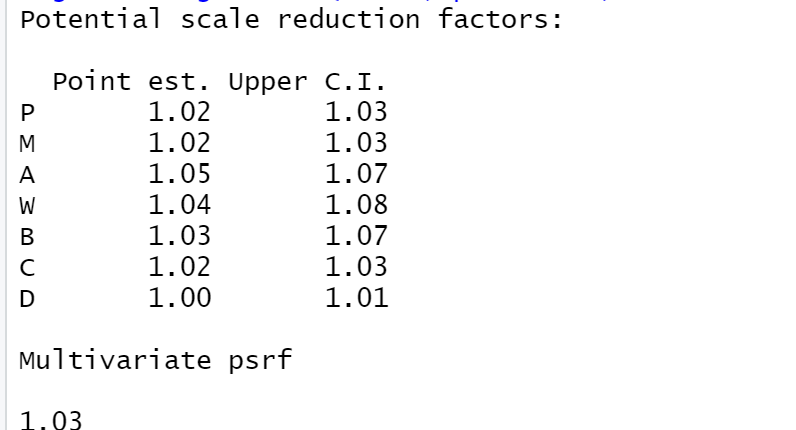 Potential scale reduction factors:
Point est. Upper C.I.
P 1.02 1.03
M 1.02 1.03
A 1.05 1.07
W 1.04 1.08
B 1.03 1.07
C 1.02 1.03
D 1.00 1.01
Multivariate psrf
1.03